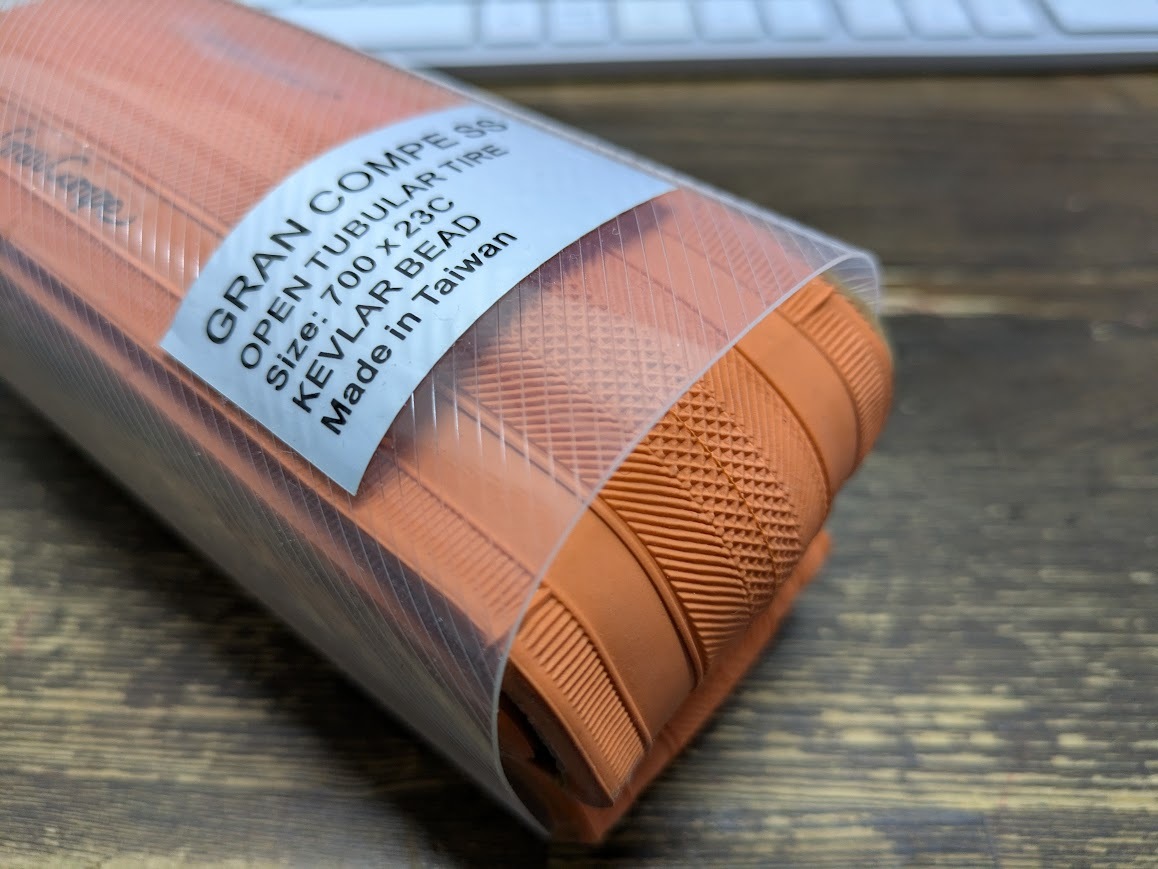 GRAN COMPE SS
OPEN TUBULAR TIRE
Size: 700 x 23C
KEVLAR BEAD
Made in Taiwan